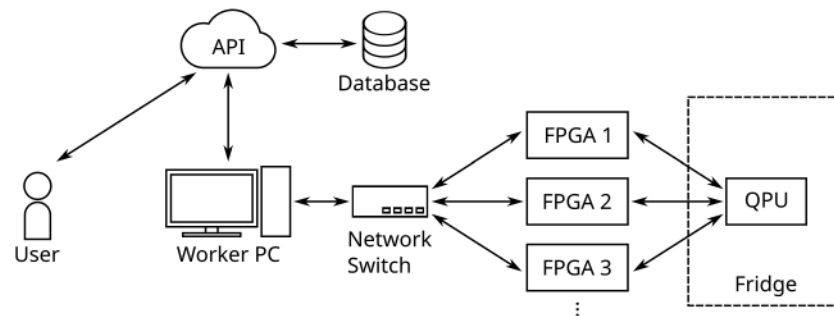 API
Database
User
Worker PC
Network
Switch
FPGA 1
FPGA 2
FPGA 3
⋮
QPU
Fridge